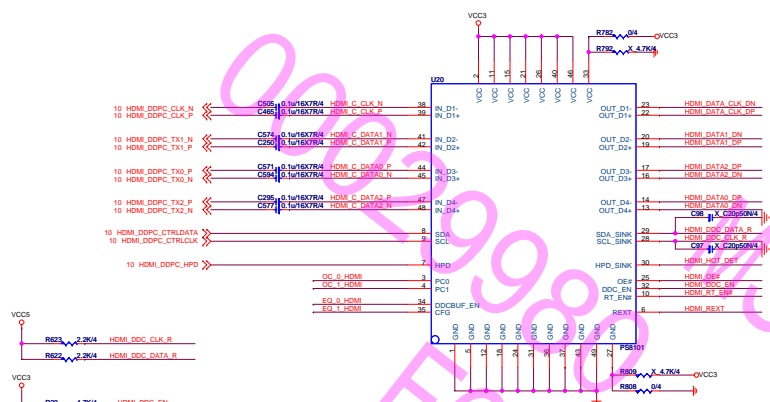 VCC3
R782 0/4 VCC3
R792 X_4.7K/4
2 11 15 21 26 40 46 33
VCC VCC VCC VCC VCC VCC VCC VCC
U20
10 HDMI_DDPC_CLK_N C505 0.1u/16X7R/4 HDMI_C_CLK_N 38 IN_D1- OUT_D1- 23 HDMI_DATA_CLK_DN
10 HDMI_DDPC_CLK_P C465 0.1u/16X7R/4 HDMI_C_CLK_P 39 IN_D1+ OUT_D1+ 22 HDMI_DATA_CLK_DP
10 HDMI_DDPC_TX1_N C574 0.1u/16X7R/4 HDMI_C_DATA1_N 41 IN_D2- OUT_D2- 20 HDMI_DATA1_DN
10 HDMI_DDPC_TX1_P C250 0.1u/16X7R/4 HDMI_C_DATA1_P 42 IN_D2+ OUT_D2+ 19 HDMI_DATA1_DP
10 HDMI_DDPC_TX0_P C571 0.1u/16X7R/4 HDMI_C_DATA0_P 44 IN_D3- OUT_D3- 17 HDMI_DATA2_DP
10 HDMI_DDPC_TX0_N C594 0.1u/16X7R/4 HDMI_C_DATA0_N 45 IN_D3+ OUT_D3+ 16 HDMI_DATA2_DN
10 HDMI_DDPC_TX2_P C295 0.1u/16X7R/4 HDMI_C_DATA2_P 47 IN_D4- OUT_D4- 14 HDMI_DATA0_DP
10 HDMI_DDPC_TX2_N C577 0.1u/16X7R/4 HDMI_C_DATA2_N 48 IN_D4+ OUT_D4+ 13 HDMI_DATA0_DN
C98 X_C20p50N/4
10 HDMI_DDPC_CTRLDATA 8 SDA SDA_SINK 29 HDMI_DDC_DATA_R
10 HDMI_DDPC_CTRLCLK 9 SCL SCL_SINK 28 HDMI_DDC_CLK_R
C97 X_C20p50N/4
10 HDMI_DDPC_HPD 7 HPD HPD_SINK 30 HDMI_HOT_DET
OC_0_HDMI 3 PC0 OE# 25 HDMI_OE#
OC_1_HDMI 4 PC1 DDC_EN 32 HDMI_DDC_EN
RT_EN# 10 HDMI_RT_EN#
EQ_0_HDMI 34 DDCBUF_EN
EQ_1_HDMI 35 CFG REXT 6 HDMI_REXT
GND GND GND GND GND GND GND GND GND GND GND
PS8101
1 5 12 18 24 31 36 37 43 49 27
VCC5
R623 2.2K/4 HDMI_DDC_CLK_R
R622 2.2K/4 HDMI_DDC_DATA_R
VCC3
R809 X_4.7K/4 VCC3
R808 0/4